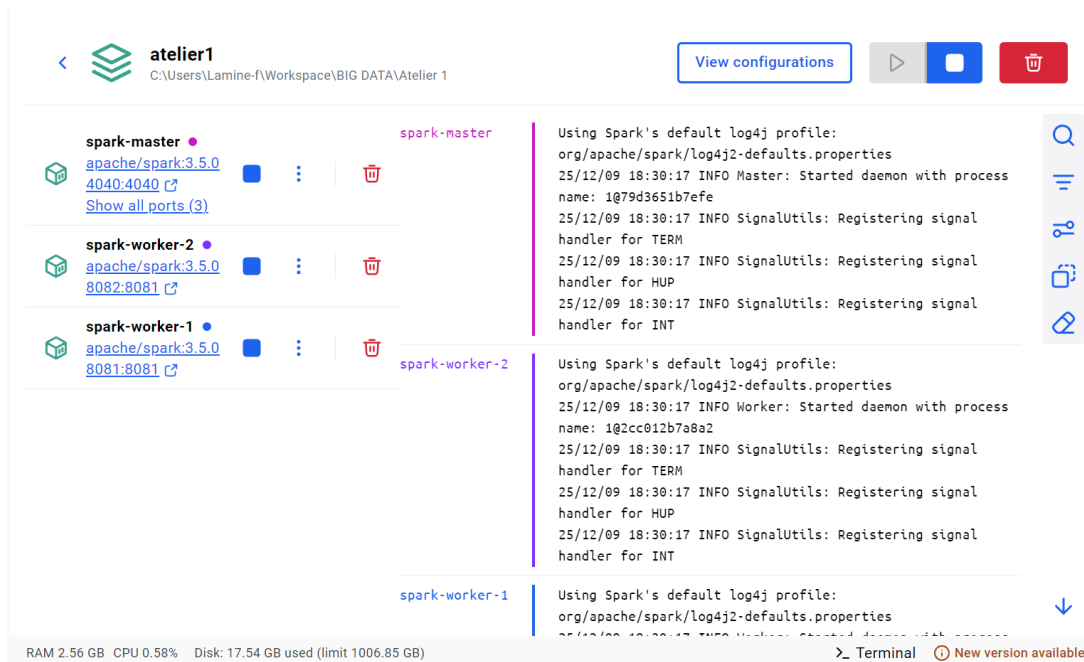 atelier1
C:\Users\Lamine-f\Workspace\BIG DATA\Atelier 1
View configurations
spark-master
apache/spark:3.5.0
4040:4040
Show all ports (3)
spark-worker-2
apache/spark:3.5.0
8082:8081
spark-worker-1
apache/spark:3.5.0
8081:8081
spark-master
Using Spark's default log4j profile:
org/apache/spark/log4j2-defaults.properties
25/12/09 18:30:17 INFO Master: Started daemon with process
name: 1@79d3651b7efe
25/12/09 18:30:17 INFO SignalUtils: Registering signal
handler for TERM
25/12/09 18:30:17 INFO SignalUtils: Registering signal
handler for HUP
25/12/09 18:30:17 INFO SignalUtils: Registering signal
handler for INT
spark-worker-2
Using Spark's default log4j profile:
org/apache/spark/log4j2-defaults.properties
25/12/09 18:30:17 INFO Worker: Started daemon with process
name: 1@2cc012b7a8a2
25/12/09 18:30:17 INFO SignalUtils: Registering signal
handler for TERM
25/12/09 18:30:17 INFO SignalUtils: Registering signal
handler for HUP
25/12/09 18:30:17 INFO SignalUtils: Registering signal
handler for INT
spark-worker-1
Using Spark's default log4j profile:
org/apache/spark/log4j2-defaults.properties
RAM 2.56 GB CPU 0.58% Disk: 17.54 GB used (limit 1006.85 GB)
>_ Terminal
New version available